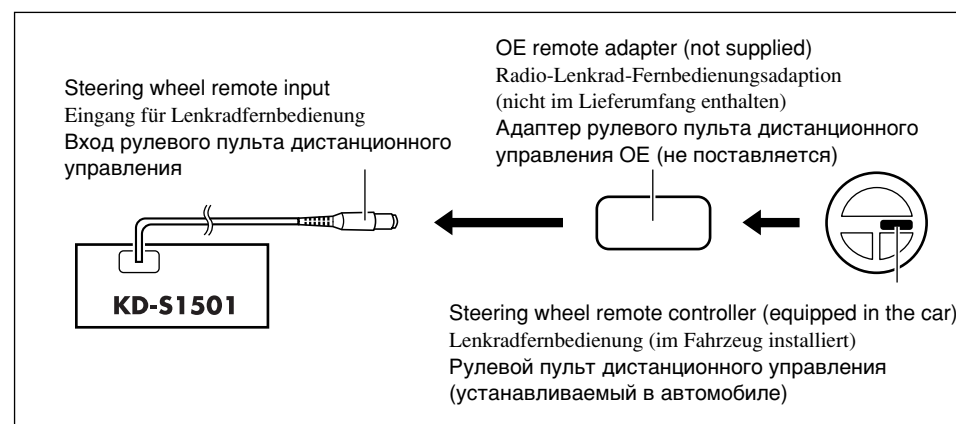 Steering wheel remote input
Eingang für Lenkradfernbedienung
Вход рулевого пульта дистанционного
управления
KD-S1501
OE remote adapter (not supplied)
Radio-Lenkrad-Fernbedienungsadaption
(nicht im Lieferumfang enthalten)
Адаптер рулевого пульта дистанционного
управления OE (не поставляется)
Steering wheel remote controller (equipped in the car)
Lenkradfernbedienung (im Fahrzeug installiert)
Рулевой пульт дистанционного управления
(устанавливаемый в автомобиле)